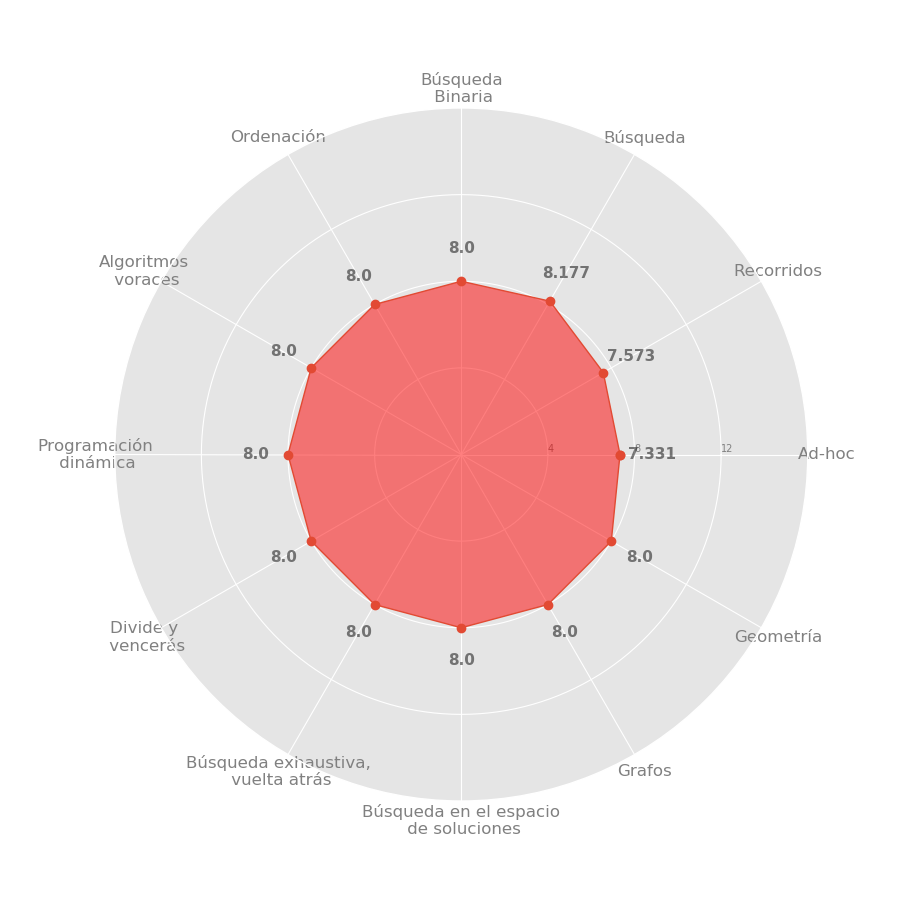 Búsqueda
Binaria
Ordenación
Búsqueda
8.0
8.0
8.177
Algoritmos
voraces
Recorridos
8.0
7.573
Programación
dinámica
8.0
4
8
12
7.331
Ad-hoc
8.0
8.0
Divide y
vencerás
8.0
8.0
8.0
Geometría
Búsqueda exhaustiva,
vuelta atrás
Grafos
Búsqueda en el espacio
de soluciones